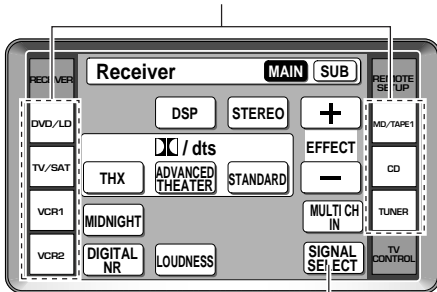 RECEIVER
Receiver
MAIN
SUB
REMOTE SETUP
DVD/LD
DSP
STEREO
+
MD/TAPE1
/ dts
EFFECT
TV/SAT
THX
ADVANCED THEATER
STANDARD
−
CD
VCR1
MIDNIGHT
MULTI CH IN
TUNER
VCR2
DIGITAL NR
LOUDNESS
SIGNAL SELECT
TV CONTROL